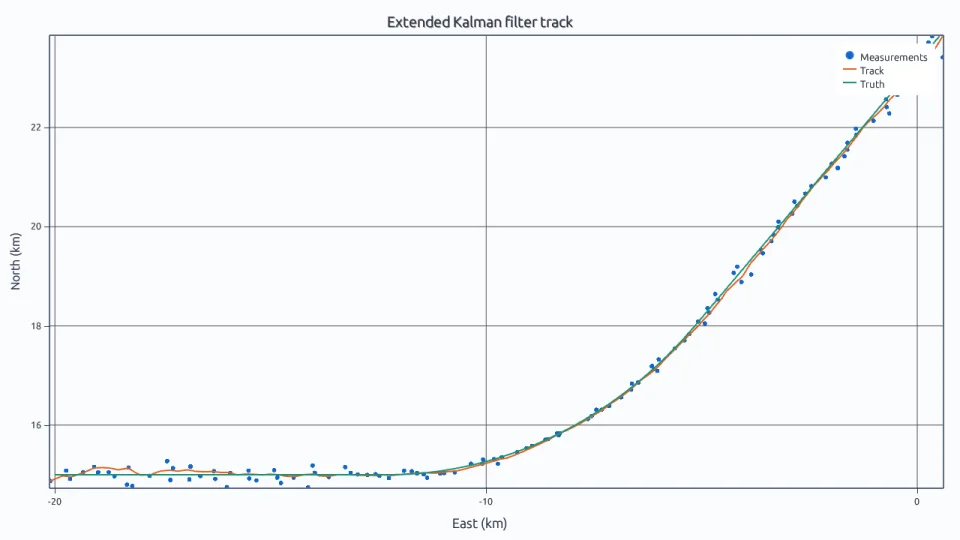 Extended Kalman filter track
Measurements
Track
Truth
22
20
18
16
-20
-10
0
North (km)
East (km)